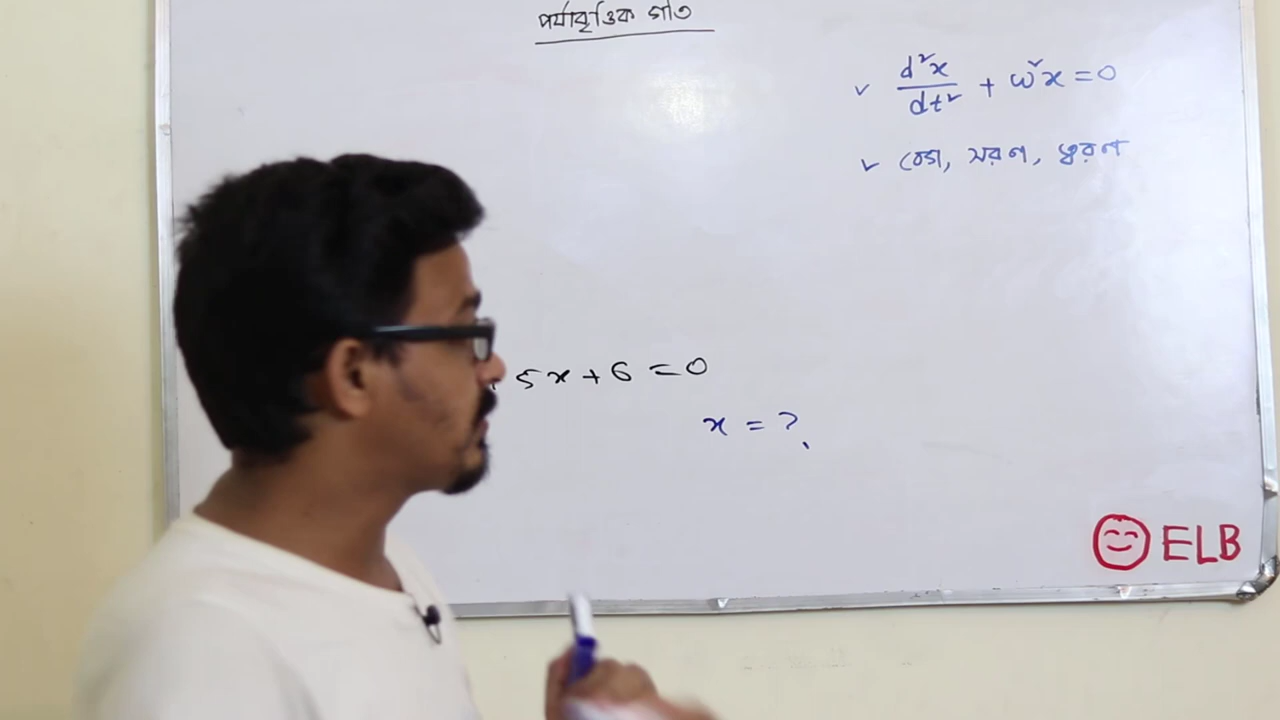 পর্যাবৃত্তিক গতি
✓ d²x/dt² + ω²x = 0
✓ বেগ, সরণ, ত্বরণ
5x + 6 = 0
x = ?
ELB